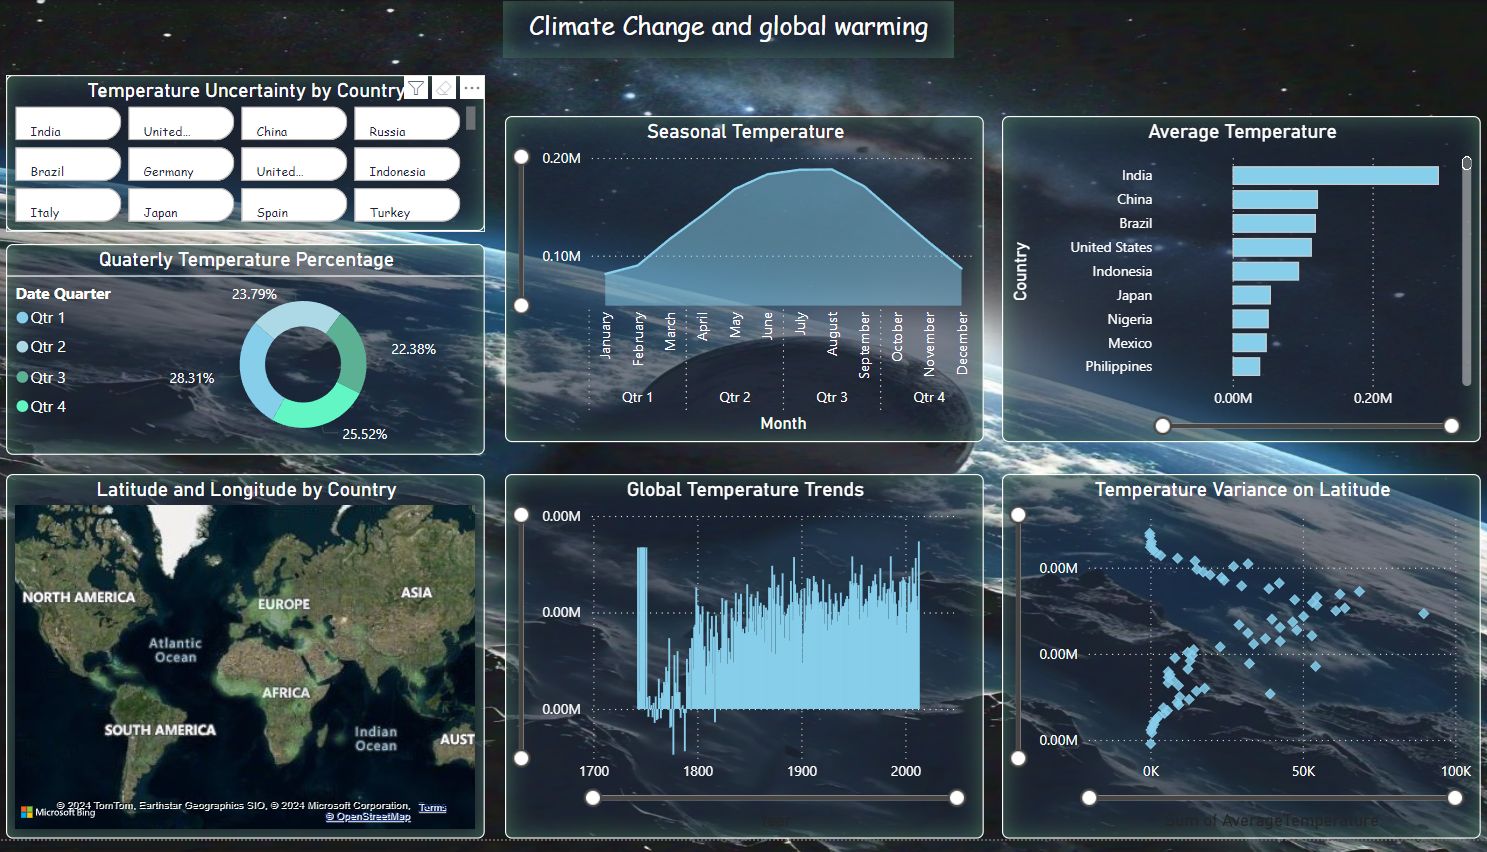 Climate Change and global warming
Temperature Uncertainty by Country
India
United...
China
Russia
Brazil
Germany
United...
Indonesia
Italy
Japan
Spain
Turkey
Quaterly Temperature Percentage
Date Quarter
Qtr 1
Qtr 2
Qtr 3
Qtr 4
23.79%
22.38%
28.31%
25.52%
Seasonal Temperature
0.20M
0.10M
January
February
March
April
May
June
July
August
September
October
November
December
Qtr 1
Qtr 2
Qtr 3
Qtr 4
Month
Average Temperature
Country
India
China
Brazil
United States
Indonesia
Japan
Nigeria
Mexico
Philippines
0.00M
0.20M
Latitude and Longitude by Country
NORTH AMERICA
EUROPE
ASIA
Atlantic
Ocean
AFRICA
SOUTH AMERICA
Indian
Ocean
AUST
Microsoft Bing
© 2024 TomTom, Earthstar Geographics SIO, © 2024 Microsoft Corporation, Terms
© OpenStreetMap
Global Temperature Trends
0.00M
0.00M
0.00M
1700
1800
1900
2000
Year
Temperature Variance on Latitude
0.00M
0.00M
0.00M
0K
50K
100K
Sum of AverageTemperature